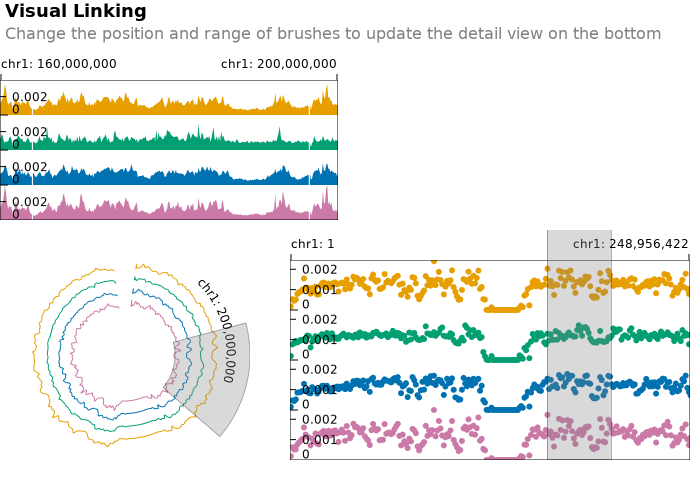 Visual Linking
Change the position and range of brushes to update the detail view on the bottom
chr1: 160,000,000
chr1: 200,000,000
0.002
0
0.002
0
0.002
0
0.002
0
chr1: 200,000,000
chr1: 1
chr1: 248,956,422
0.002
0.001
0
0.002
0.001
0
0.002
0.001
0
0.002
0.001
0